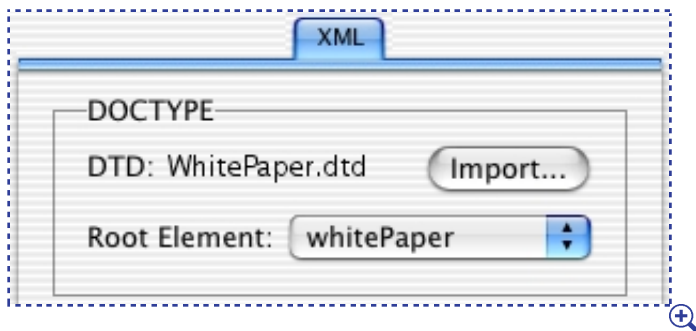 XML
DOCTYPE
DTD: WhitePaper.dtd Import...
Root Element: whitePaper